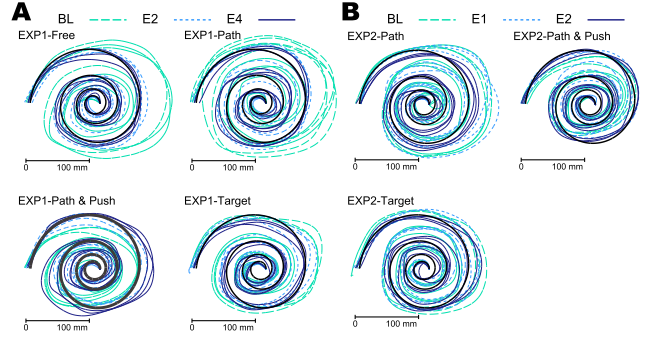 A BL E2 E4 B BL E1 E2
EXP1-Free EXP1-Path EXP2-Path EXP2-Path & Push
0 100 mm 0 100 mm 0 100 mm 0 100 mm
EXP1-Path & Push EXP1-Target EXP2-Target
0 100 mm 0 100 mm 0 100 mm